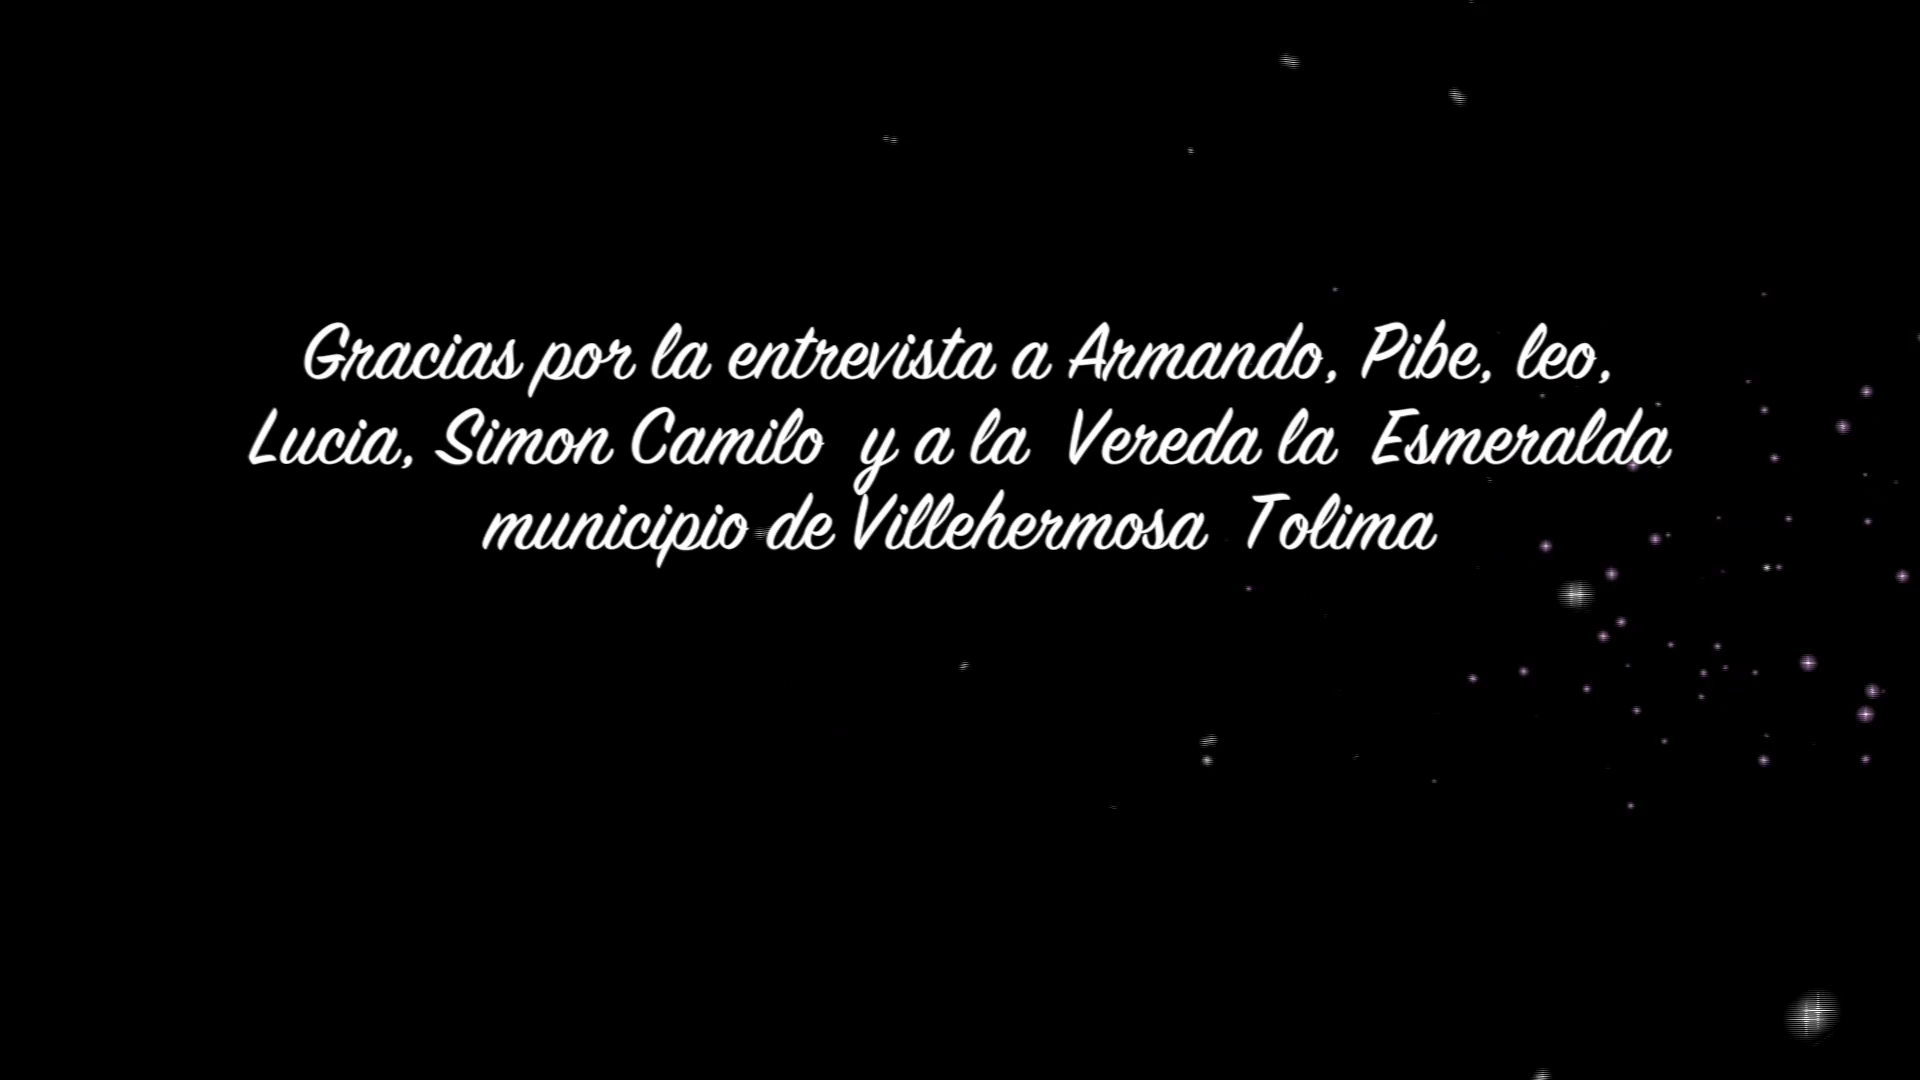 Gracias por la entrevista a Armando, Pibe, leo,
Lucia, Simon Camilo y a la Vereda la Esmeralda
municipio de Villehermosa Tolima